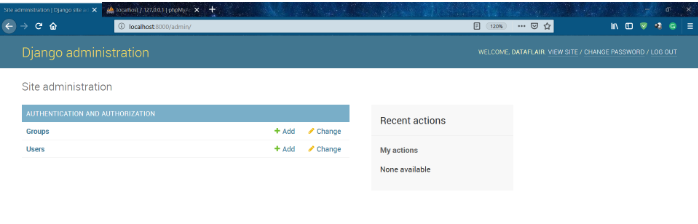 Site administration | Django site
localhost / 127.0.0.1 | phpMy
localhost:8000/admin/
120%
Django administration
WELCOME, DATAFLAIR. VIEW SITE / CHANGE PASSWORD / LOG OUT
Site administration
AUTHENTICATION AND AUTHORIZATION
Groups + Add Change
Users + Add Change
Recent actions
My actions
None available